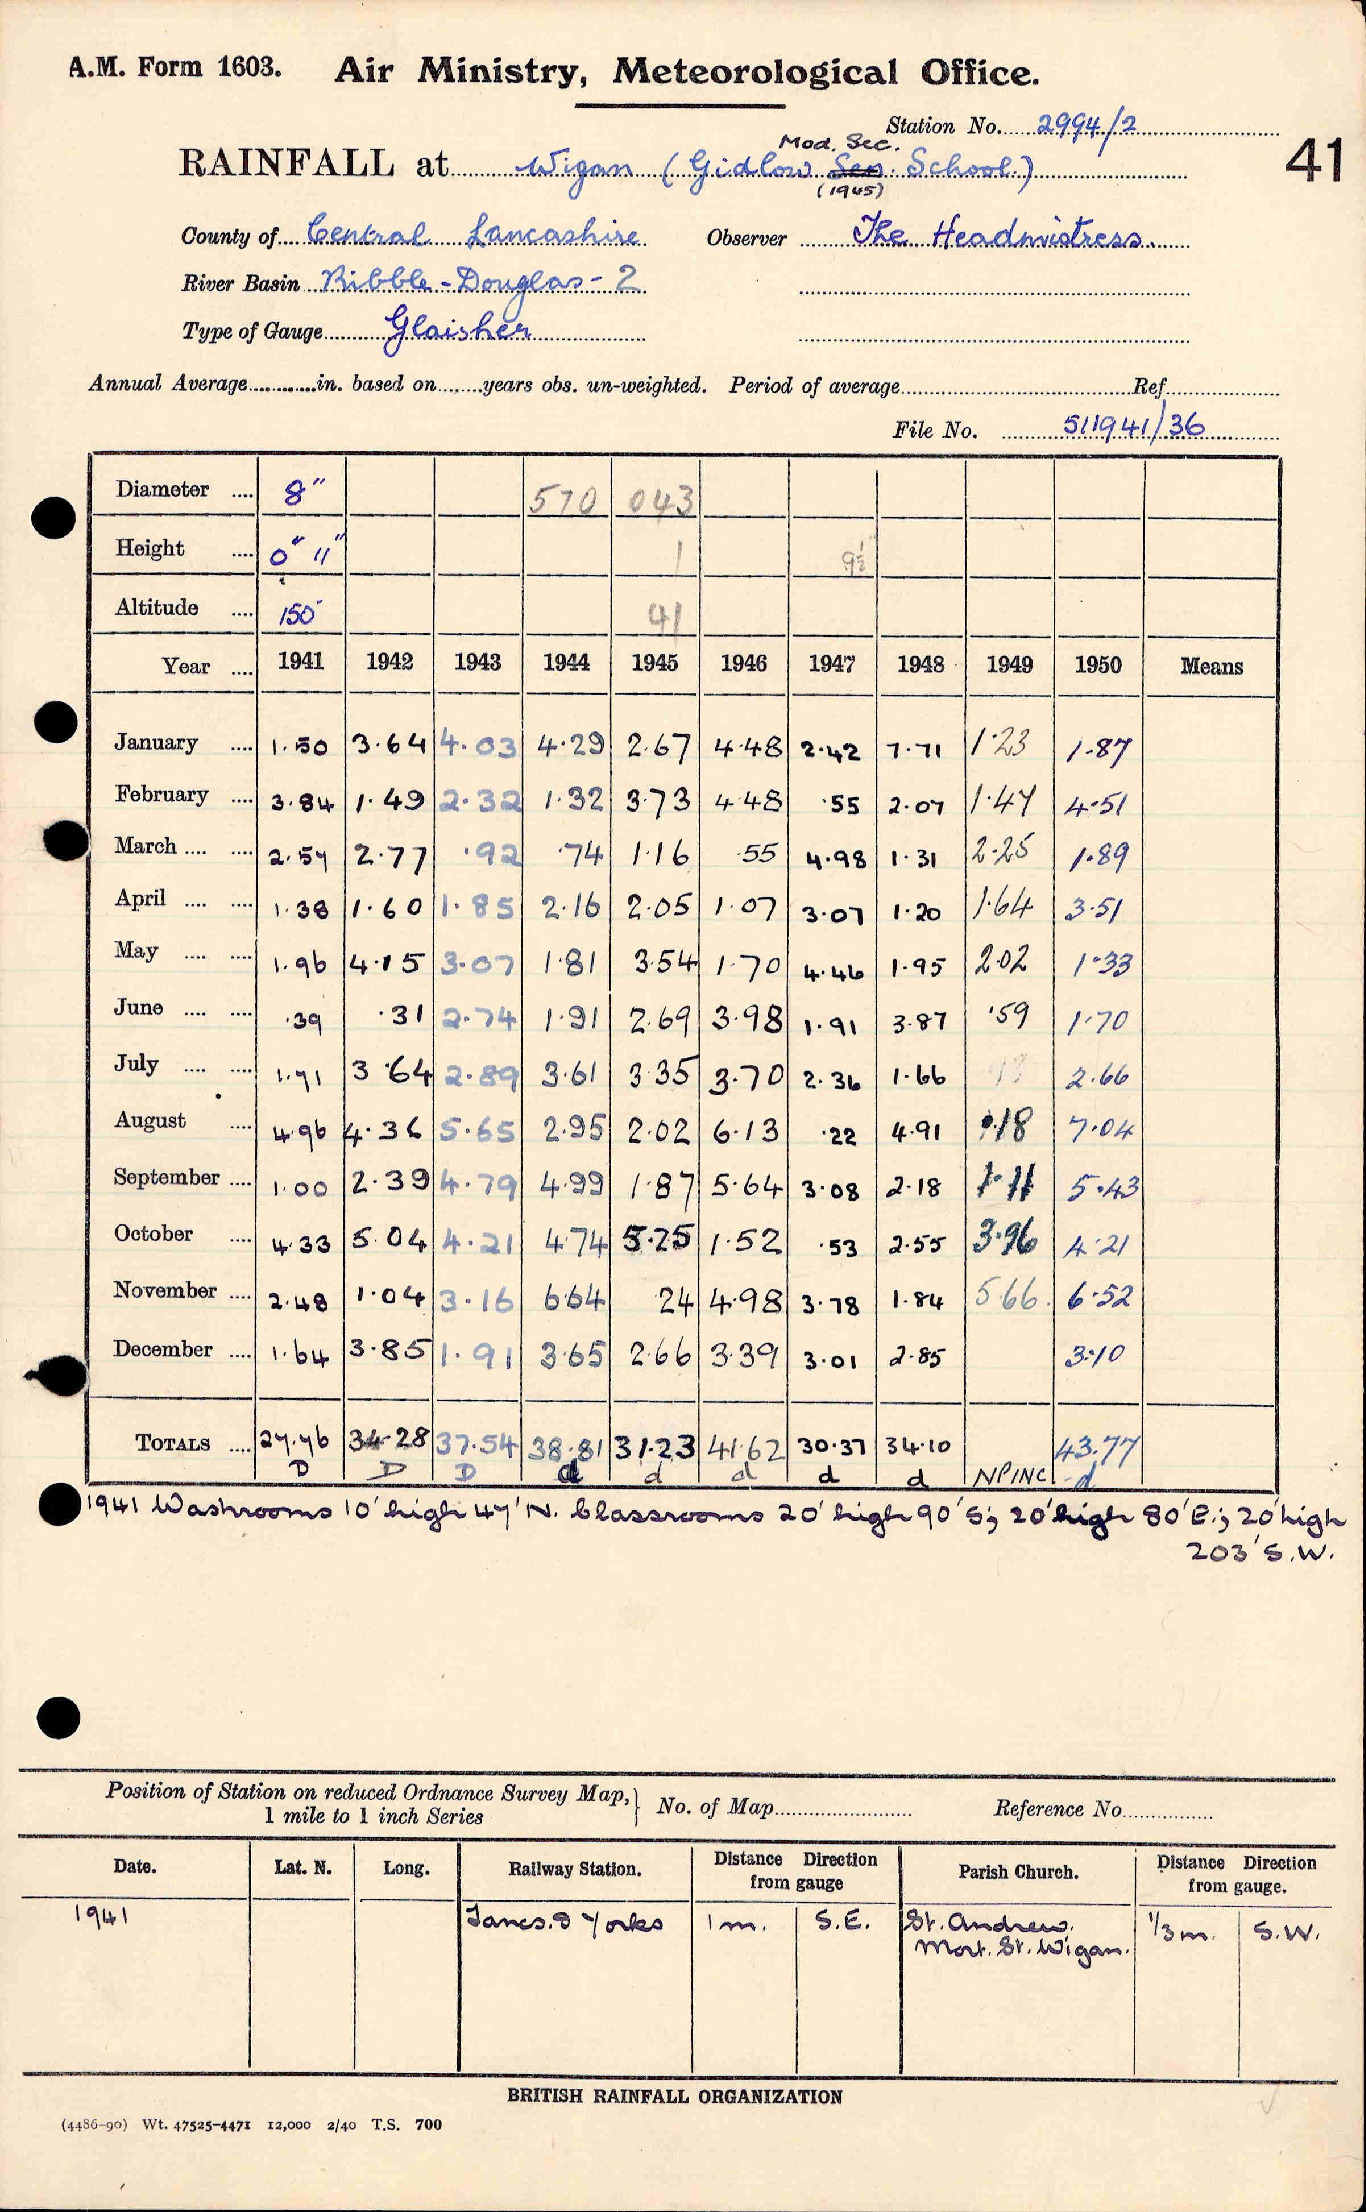 A.M. Form 1603. Air Ministry, Meteorological Office.
Station No. 2994/2
41
Mod. Sec.
RAINFALL at Wigan (Gidlow Sen. School.)
(1945)
County of Central Lancashire Observer The Headmistress.
River Basin Ribble - Douglas - 2
Type of Gauge Glaisher
Annual Average in. based on years obs. un-weighted. Period of average Ref
File No. 511941/36
Diameter .... 8" 570 043
Height .... 0" 11" 1 9½"
Altitude .... 150' 41
Year .... 1941 1942 1943 1944 1945 1946 1947 1948 1949 1950 Means
January .... 1.50 3.64 4.03 4.29 2.67 4.48 2.42 7.71 1.23 1.87
February .... 3.84 1.49 2.32 1.32 3.73 4.48 .55 2.07 1.47 4.51
March .... .... 2.57 2.77 .92 .74 1.16 .55 4.98 1.31 2.25 1.89
April .... .... 1.38 1.60 1.85 2.16 2.05 1.07 3.07 1.20 1.64 3.51
May .... .... 1.96 4.15 3.07 1.81 3.54 1.70 4.46 1.95 2.02 1.33
June .... .... .39 .31 2.74 1.91 2.69 3.98 1.91 3.87 .59 1.70
July .... .... 1.71 3.64 2.89 3.61 3.35 3.70 2.36 1.66 2.66
August .... 4.96 4.36 5.65 2.95 2.02 6.13 .22 4.91 .18 7.04
September .... 1.00 2.39 4.79 4.99 1.87 5.64 3.08 2.18 1.11 5.43
October .... 4.33 5.04 4.21 4.74 5.25 1.52 .53 2.55 3.96 4.21
November .... 2.48 1.04 3.16 6.64 24 4.98 3.78 1.84 5.66 6.52
December .... 1.64 3.85 1.91 3.65 2.66 3.39 3.01 2.85 3.10
TOTALS .... 27.76 34.28 37.54 38.81 31.23 41.62 30.37 34.10 43.77
D D D d d d d d NPINC d
1941 Washrooms 10' high 47' N. Classrooms 20' high 90' S; 20' high 80' E.; 20' high
203' S.W.
Position of Station on reduced Ordnance Survey Map, 1 mile to 1 inch Series } No. of Map Reference No.
Date. Lat. N. Long. Railway Station. Distance Direction from gauge Parish Church. Distance Direction from gauge.
1941 Lancs. & Yorks 1 m. S.E. St. Andrew. 1/3 m. S.W.
Mort. St. Wigan.
BRITISH RAINFALL ORGANIZATION
(4486-90) Wt. 47525-4471 12,000 2/40 T.S. 700